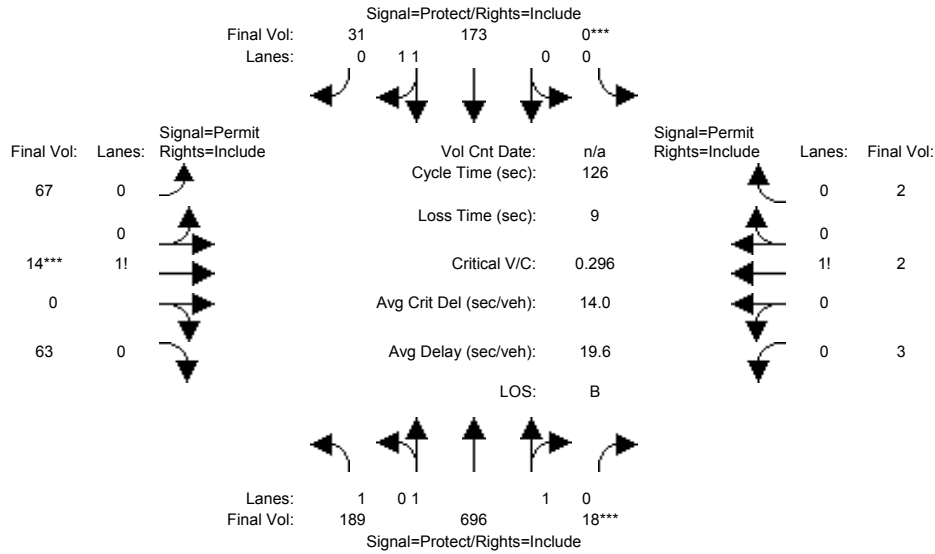 Signal=Protect/Rights=Include
Final Vol: 31 173 0***
Lanes: 0 1 1 0 0
Signal=Permit Signal=Permit
Final Vol: Lanes: Rights=Include Vol Cnt Date: n/a Rights=Include Lanes: Final Vol:
Cycle Time (sec): 126
67 0 0 2
Loss Time (sec): 9
0 0
14*** 1! Critical V/C: 0.296 1! 2
0 0 Avg Crit Del (sec/veh): 14.0 0
63 0 Avg Delay (sec/veh): 19.6 0 3
LOS: B
Lanes: 1 0 1 1 0
Final Vol: 189 696 18***
Signal=Protect/Rights=Include